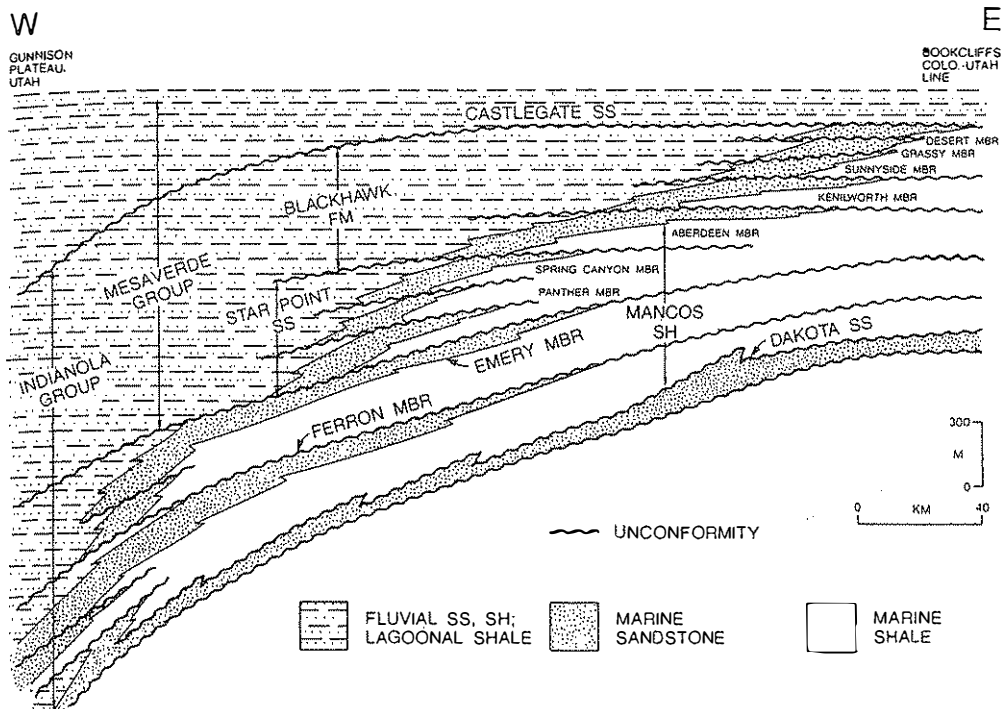 W
E
GUNNISON
PLATEAU.
UTAH
BOOKCLIFFS
COLO.-UTAH
LINE
CASTLEGATE SS
DESERT MBR
GRASSY MBR
SUNNYSIDE MBR
KENILWORTH MBR
BLACKHAWK
FM
ABERDEEN MBR
MESAVERDE
GROUP
SPRING CANYON MBR
STAR POINT
SS
PANTHER MBR
MANCOS
SH
DAKOTA SS
INDIANOLA
GROUP
EMERY MBR
FERRON MBR
300
M
0
0
KM
40
UNCONFORMITY
FLUVIAL SS, SH;
LAGOONAL SHALE
MARINE
SANDSTONE
MARINE
SHALE